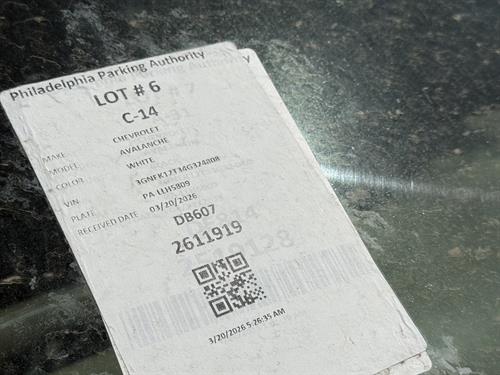 Philadelphia Parking Authority
LOT # 6
C-14
MAKE CHEVROLET
MODEL AVALANCHE
COLOR WHITE
VIN 3GNFK12T34G324808
PLATE PA-LLH5809
RECEIVED DATE 03/20/2026
DB607
2611919
3/20/2026 5:26:35 AM